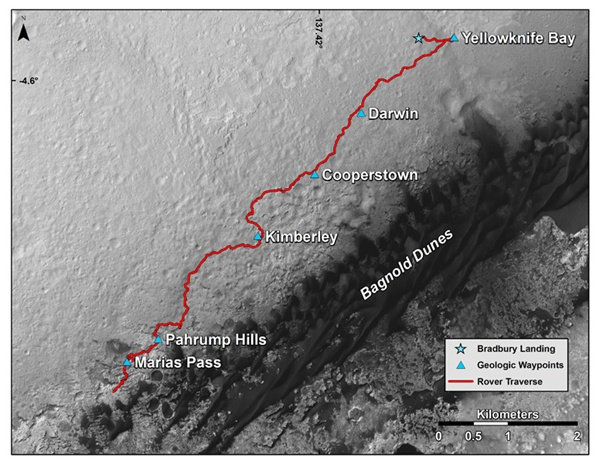 N
137.42°
Yellowknife Bay
-4.6°
Darwin
Cooperstown
Kimberley
Bagnold Dunes
Pahrump Hills
Marias Pass
Bradbury Landing
Geologic Waypoints
Rover Traverse
Kilometers
0 0.5 1 2